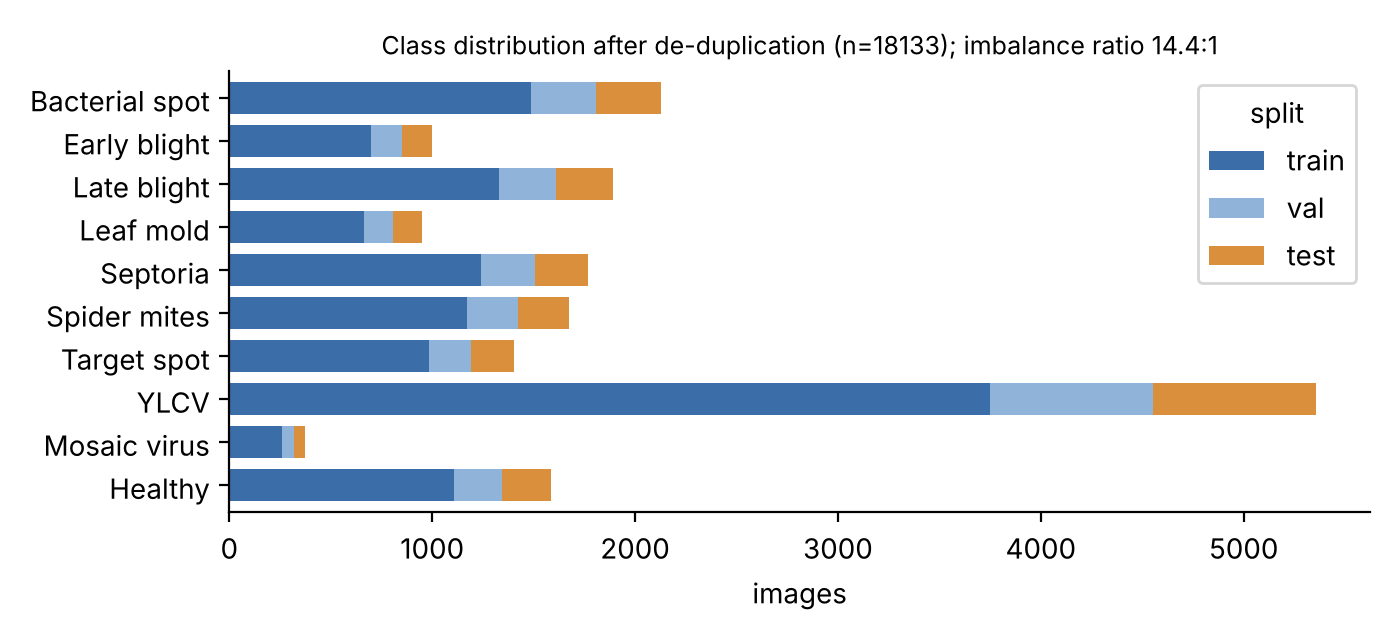 Class distribution after de-duplication (n=18133); imbalance ratio 14.4:1
Bacterial spot
Early blight
Late blight
Leaf mold
Septoria
Spider mites
Target spot
YLCV
Mosaic virus
Healthy
split
train
val
test
0 1000 2000 3000 4000 5000
images